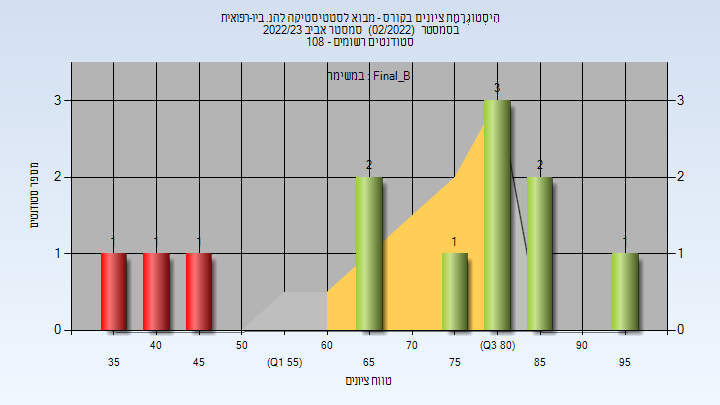 היסטוגרמת ציונים בקורס - מבוא לסטטיסטיקה להנ. ביו-רפואית
בסמסטר (02/2022) סמסטר אביב 2022/23
סטודנטים רשומים - 108
במשימה : Final_B
מספר סטודנטים
3 3
2 2
1 1
0 0
1 1 1 2 1 3 2 1
40 50 60 70 (Q3 80) 90
35 45 (Q1 55) 65 75 85 95
טווח ציונים